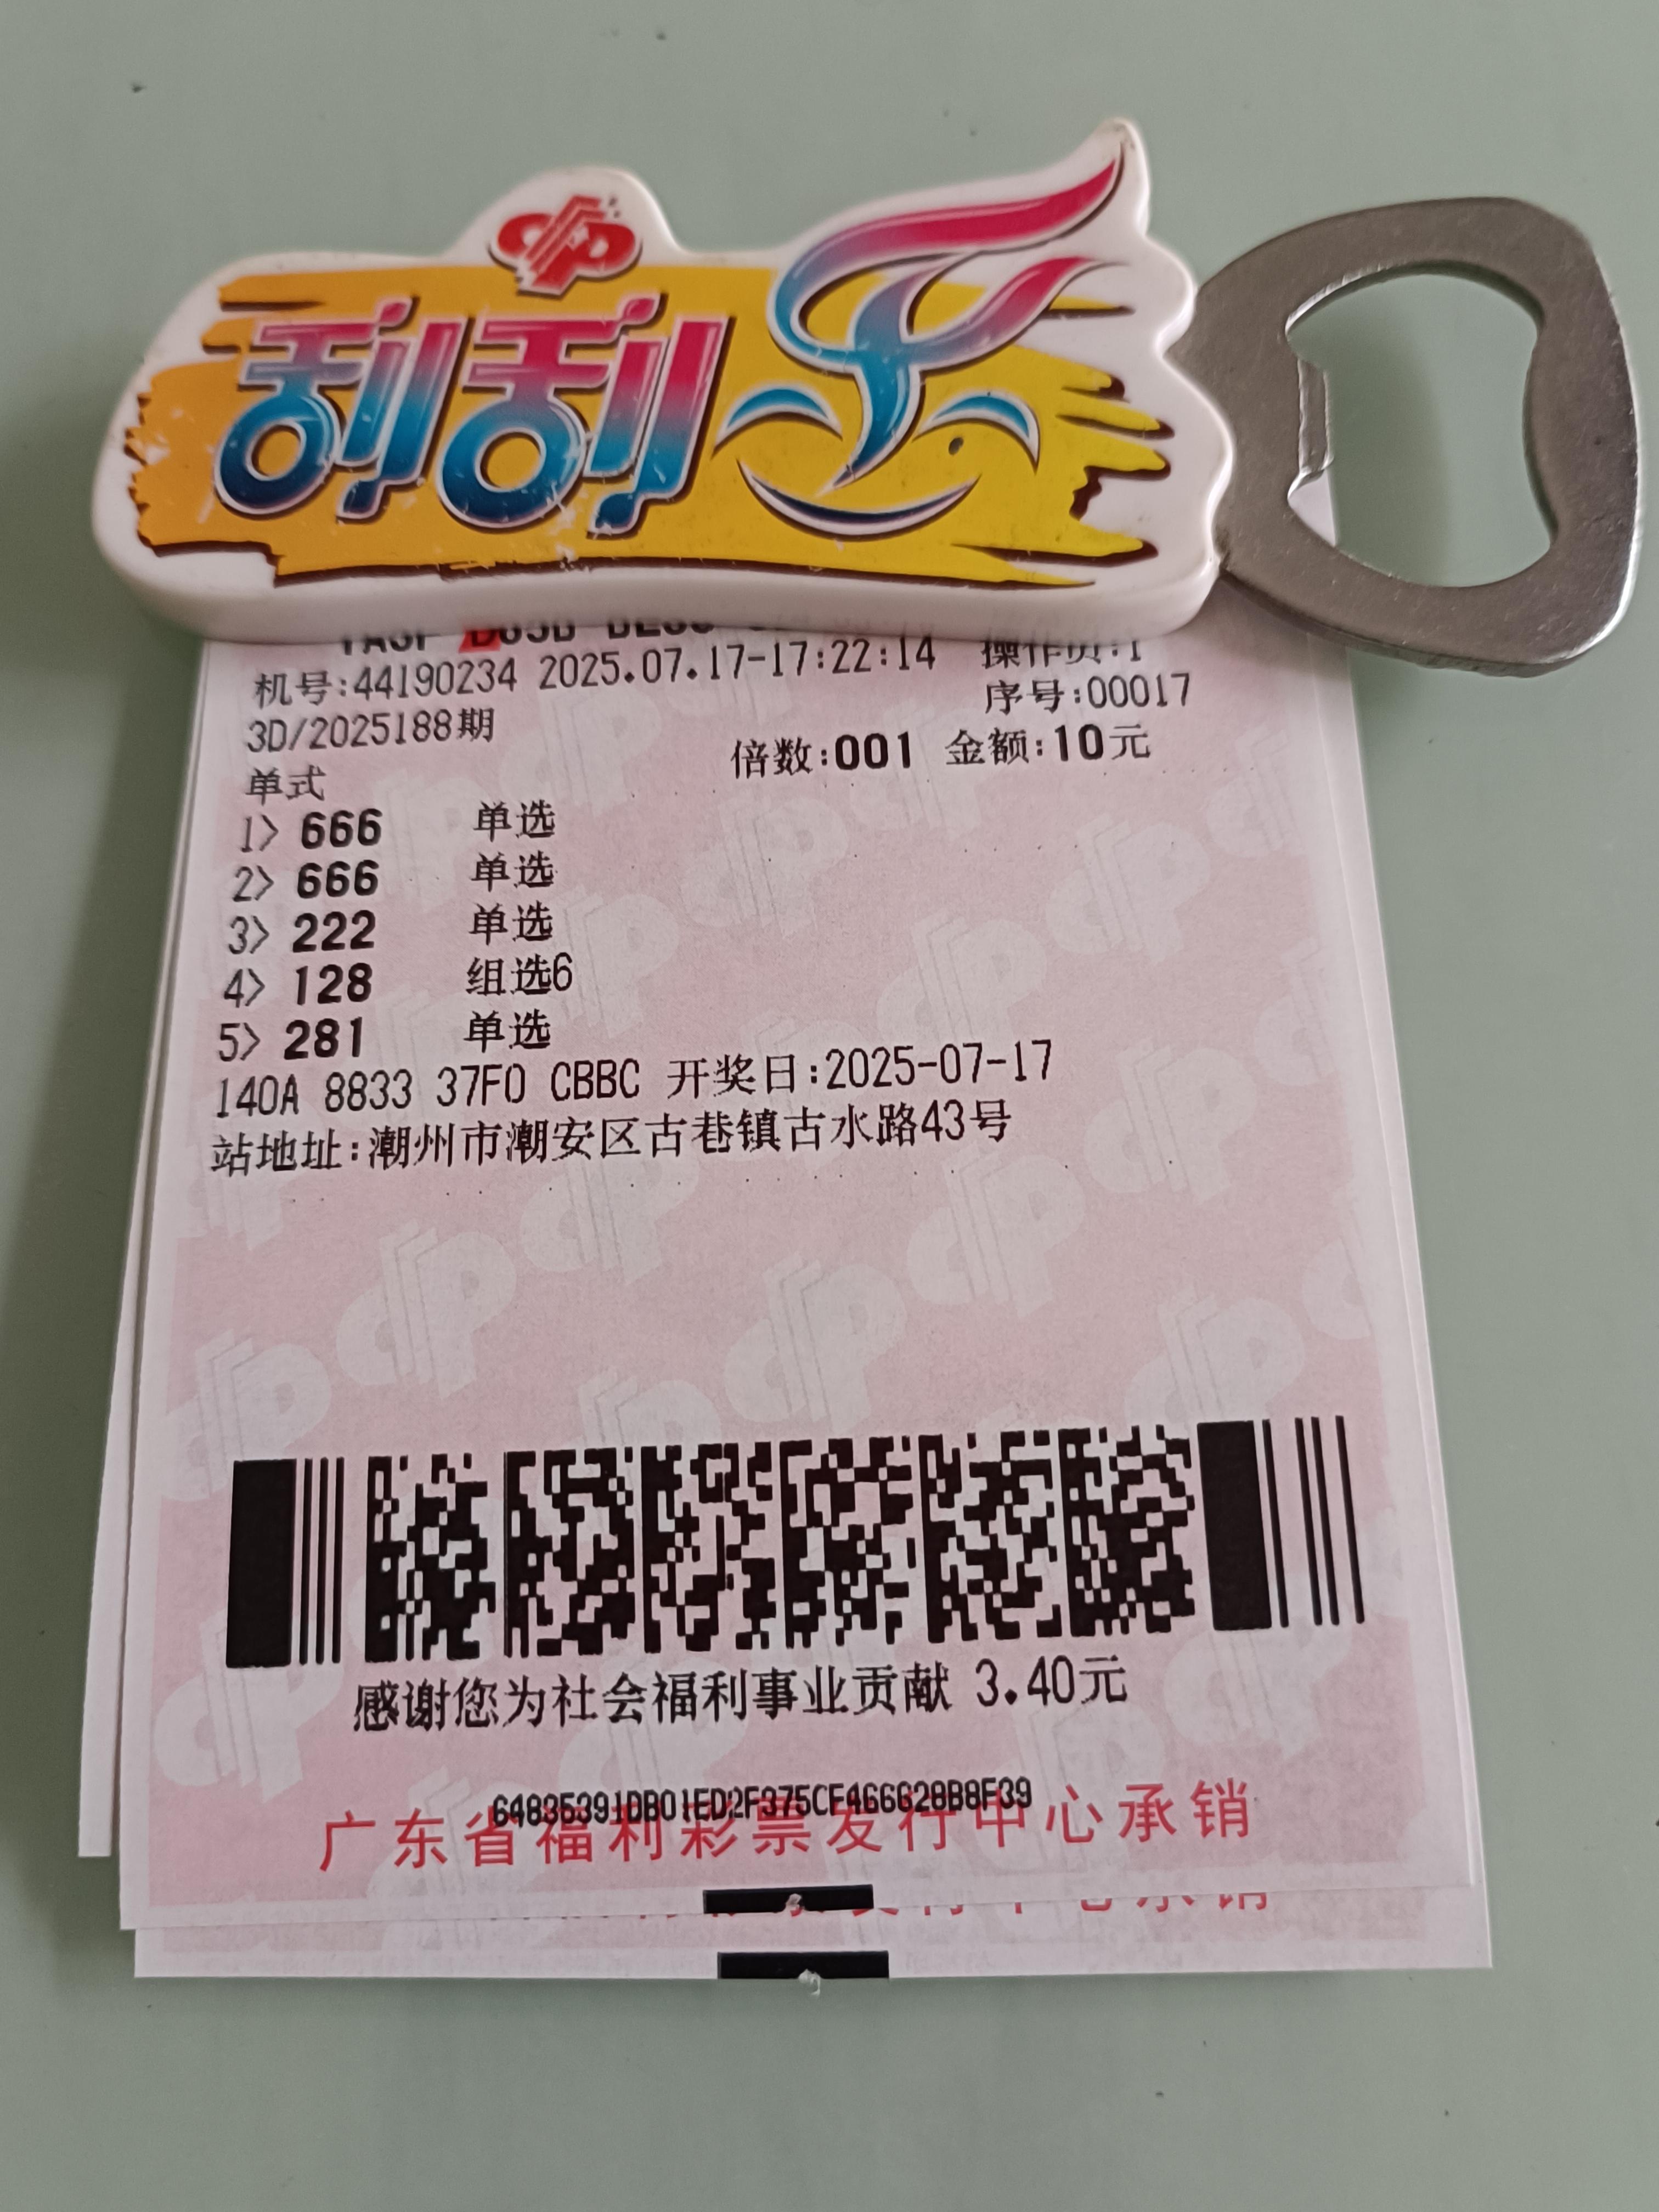 刮刮乐
机号:44190234 2025.07.17-17:22:14 操作员:1
3D/2025188期 序号:00017
单式 倍数:001 金额:10元
1> 666 单选
2> 666 单选
3> 222 单选
4> 128 组选6
5> 281 单选
140A 8833 37F0 CBBC 开奖日:2025-07-17
站地址:潮州市潮安区古巷镇古水路43号
感谢您为社会福利事业贡献 3.40元
64835391DB01ED2F375CF466628B8F39
广东省福利彩票发行中心承销